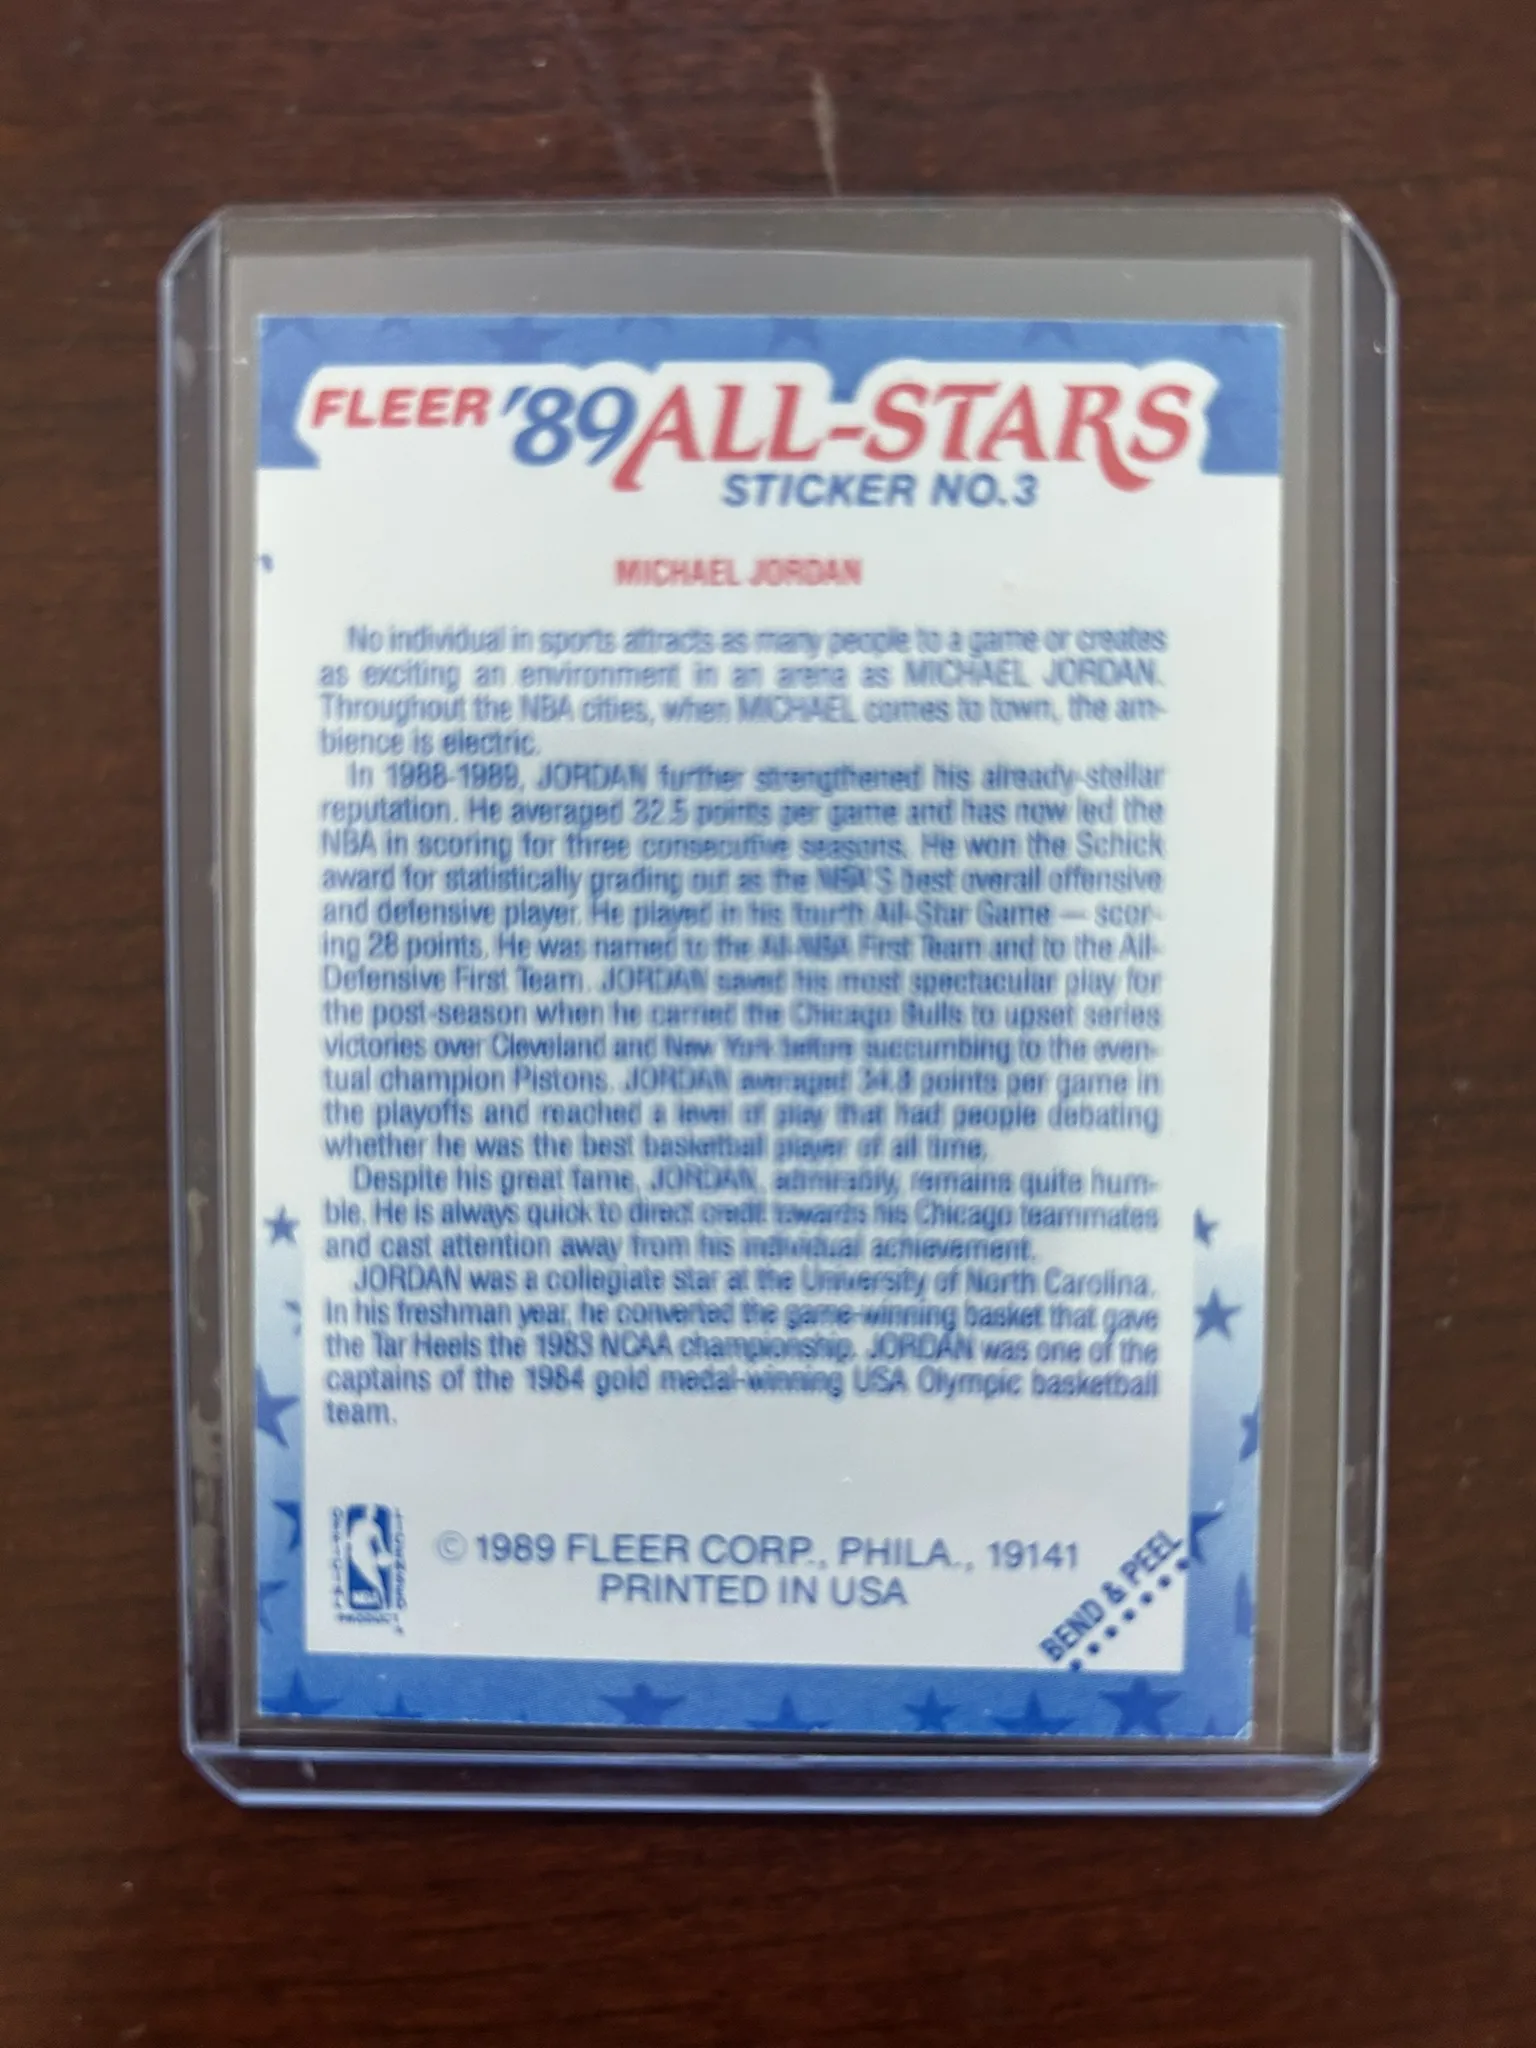 FLEER '89 ALL-STARS
STICKER NO.3
MICHAEL JORDAN
No individual in sports attracts as many people to a game or creates
as exciting an environment in an arena as MICHAEL JORDAN.
Throughout the NBA cities, when MICHAEL comes to town, the am-
bience is electric.
In 1988-1989, JORDAN further strengthened his already-stellar
reputation. He averaged 32.5 points per game and has now led the
NBA in scoring for three consecutive seasons. He won the Schick
award for statistically grading out as the NBA'S best overall offensive
and defensive player. He played in his fourth All-Star Game — scor-
ing 28 points. He was named to the All-NBA First Team and to the All-
Defensive First Team. JORDAN saved his most spectacular play for
the post-season when he carried the Chicago Bulls to upset series
victories over Cleveland and New York before succumbing to the even-
tual champion Pistons. JORDAN averaged 34.8 points per game in
the playoffs and reached a level of play that had people debating
whether he was the best basketball player of all time.
Despite his great fame, JORDAN, admirably, remains quite hum-
ble. He is always quick to direct credit towards his Chicago teammates
and cast attention away from his individual achievement.
JORDAN was a collegiate star at the University of North Carolina.
In his freshman year, he converted the game-winning basket that gave
the Tar Heels the 1983 NCAA championship. JORDAN was one of the
captains of the 1984 gold medal-winning USA Olympic basketball
team.
OFFICIAL LICENSED
NBA
PRODUCT
© 1989 FLEER CORP., PHILA., 19141
PRINTED IN USA
BEND & PEEL